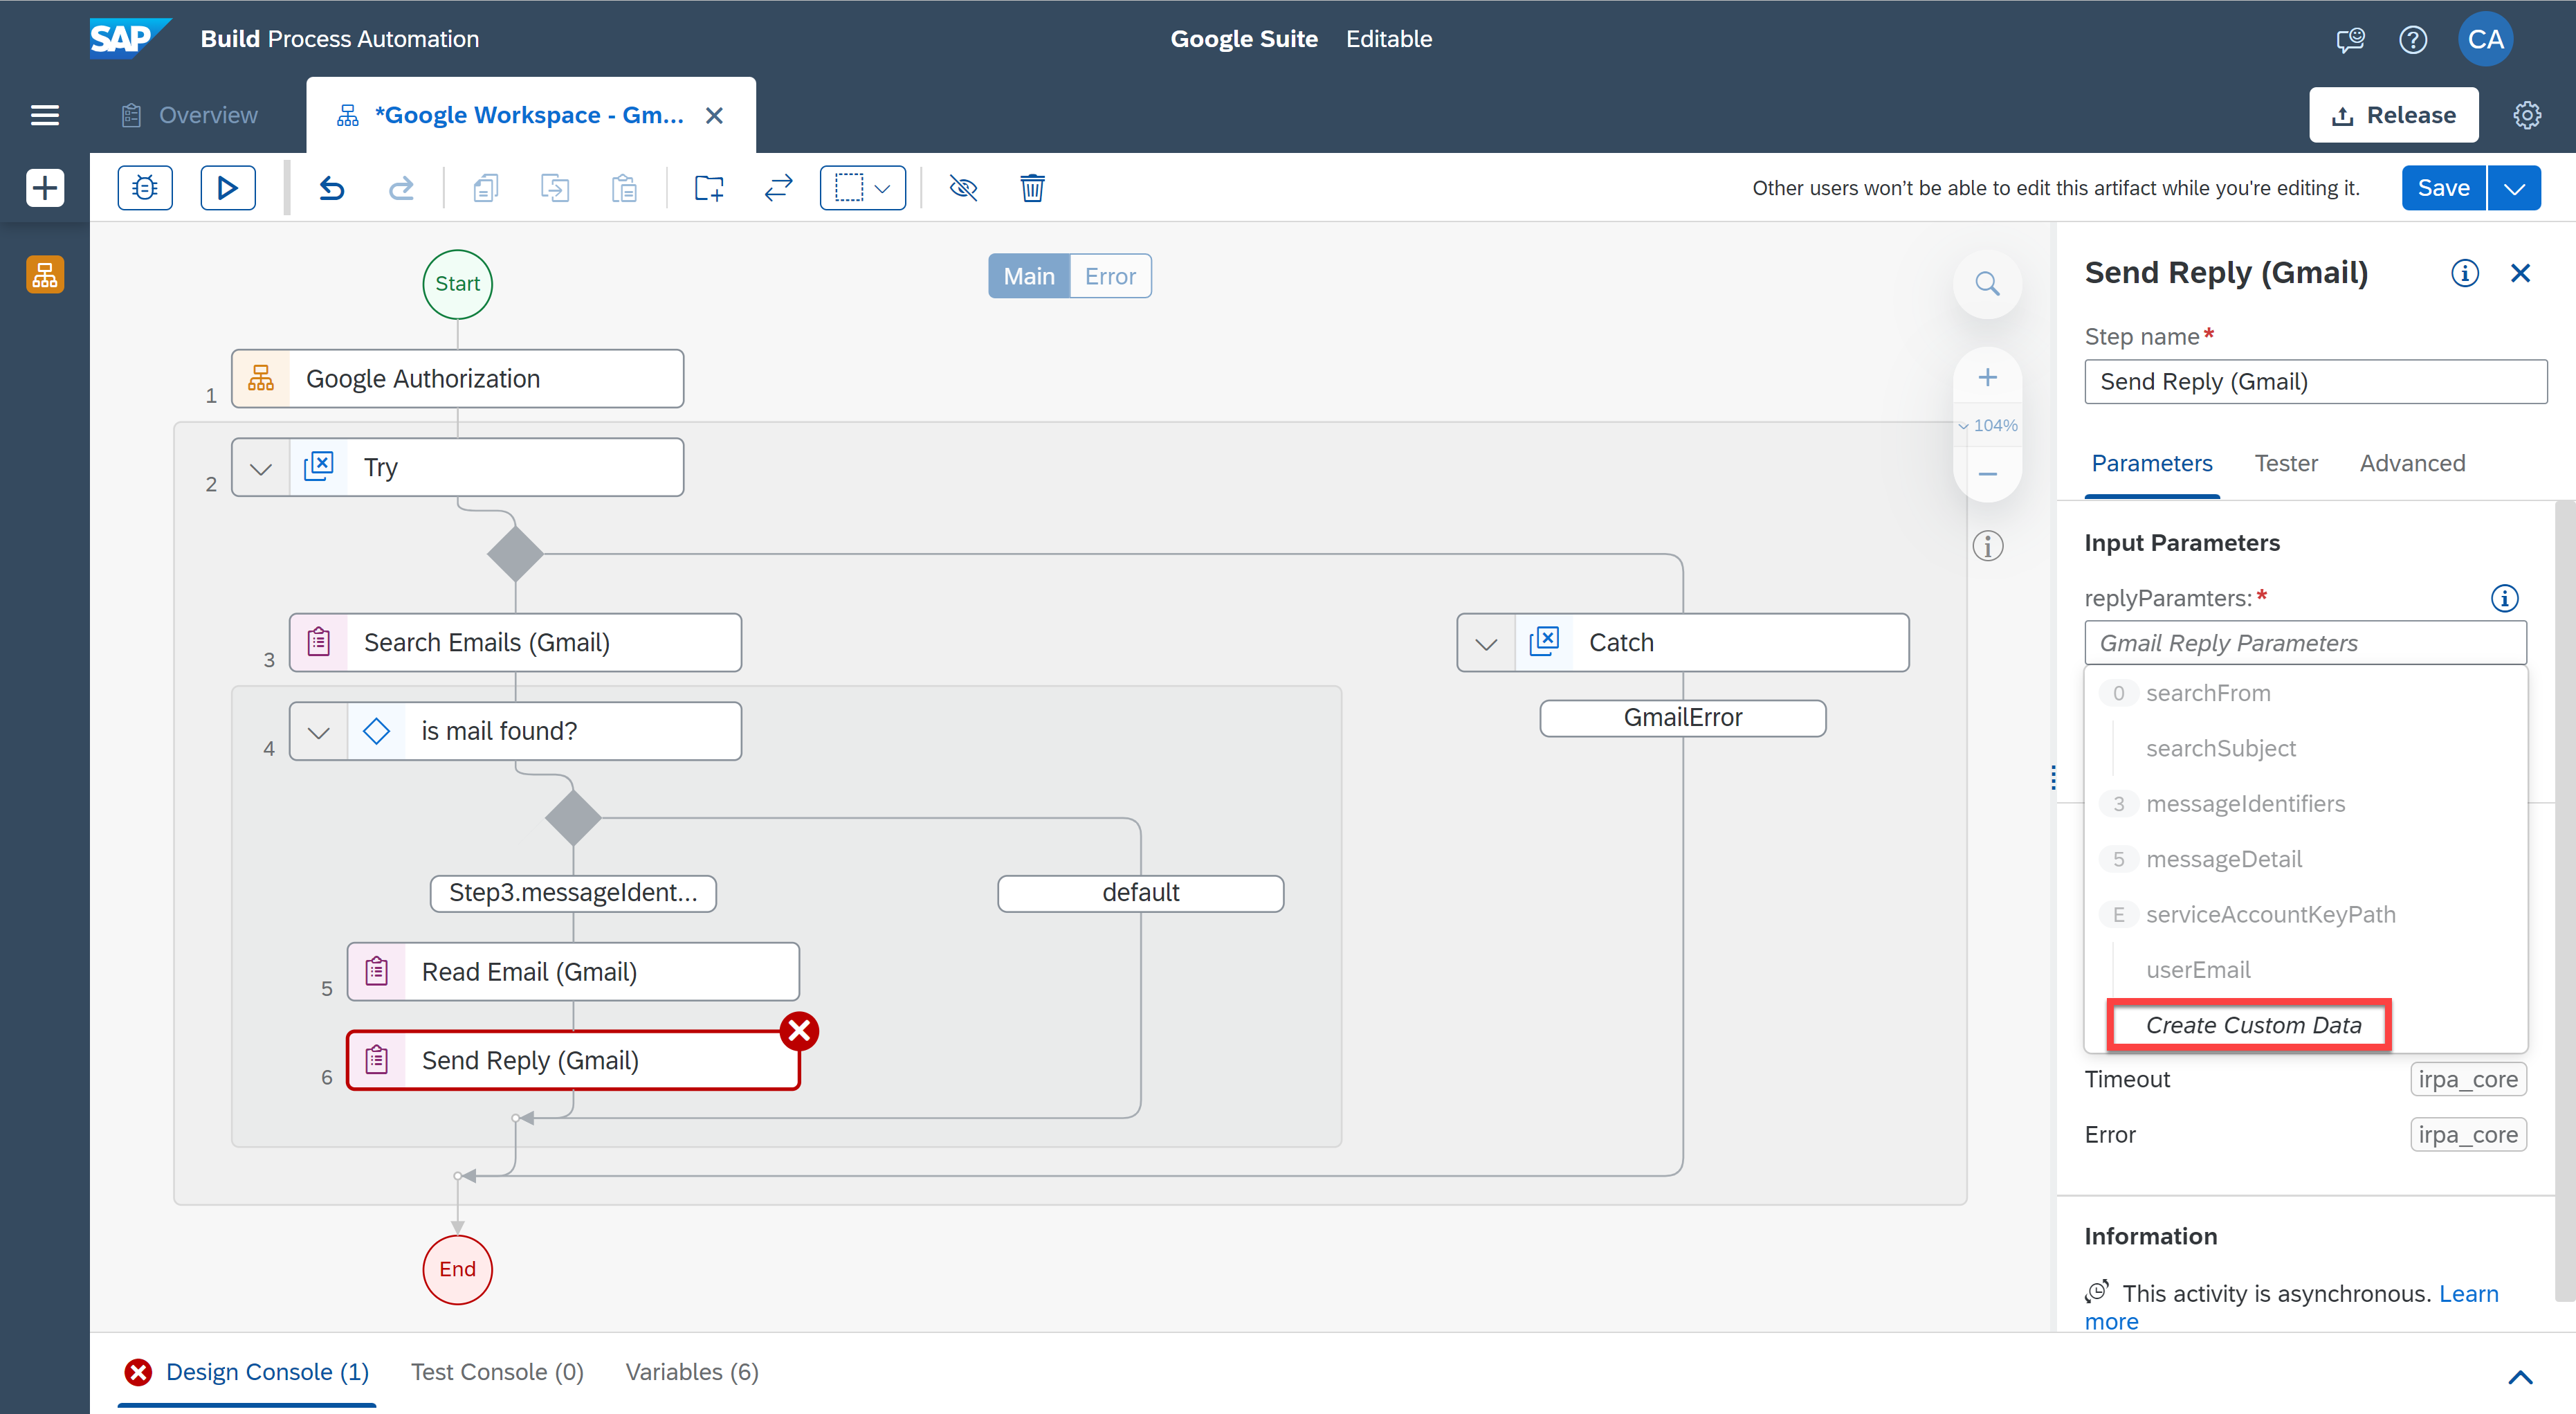 SAP Build Process Automation
Google Suite Editable
CA
Overview
*Google Workspace - Gm...
Release
Other users won't be able to edit this artifact while you're editing it.
Save
Start
Main Error
1 Google Authorization
2 Try
3 Search Emails (Gmail)
Catch
GmailError
4 is mail found?
Step3.messageIdent...
default
5 Read Email (Gmail)
6 Send Reply (Gmail)
End
104%
Send Reply (Gmail)
Step name*
Send Reply (Gmail)
Parameters Tester Advanced
Input Parameters
replyParamters:*
Gmail Reply Parameters
0 searchFrom
searchSubject
3 messageIdentifiers
5 messageDetail
E serviceAccountKeyPath
userEmail
Create Custom Data
Timeout irpa_core
Error irpa_core
Information
This activity is asynchronous. Learn
more
Design Console (1) Test Console (0) Variables (6)